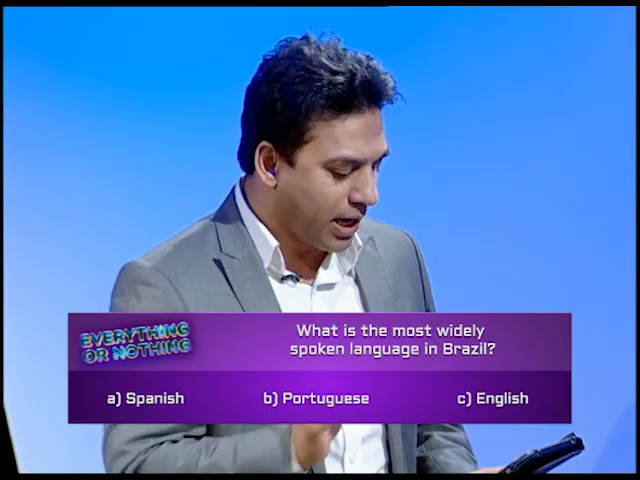 EVERYTHING
OR NOTHING
What is the most widely
spoken language in Brazil?
a) Spanish
b) Portuguese
c) English